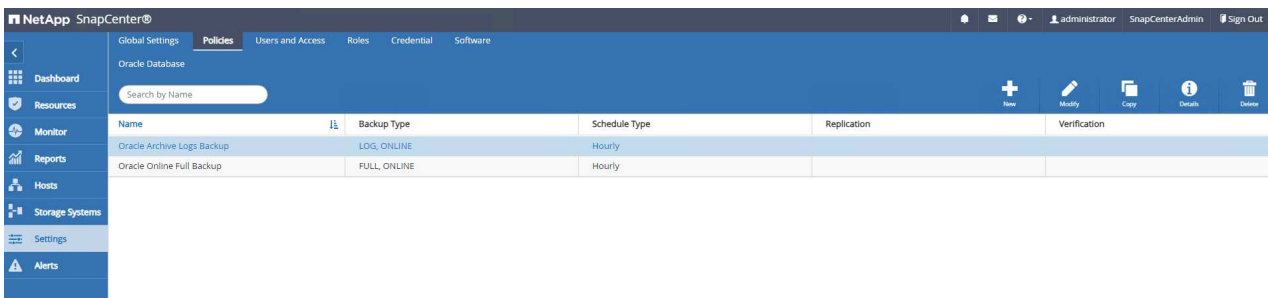 NetApp SnapCenter®
administrator SnapCenterAdmin Sign Out
Global Settings Policies Users and Access Roles Credential Software
Oracle Database
Search by Name
New Modify Copy Details Delete
Name Backup Type Schedule Type Replication Verification
Oracle Archive Logs Backup LOG, ONLINE Hourly
Oracle Online Full Backup FULL, ONLINE Hourly
Dashboard
Resources
Monitor
Reports
Hosts
Storage Systems
Settings
Alerts